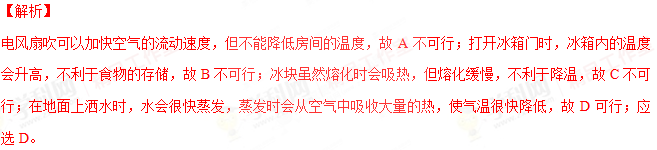 【解析】
电风扇吹可以加快空气的流动速度，但不能降低房间的温度，故 A 不可行；打开冰箱门时，冰箱内的温度
会升高，不利于食物的存储，故 B 不可行；冰块虽然熔化时会吸热，但熔化缓慢，不利于降温，故 C 不可
行；在地面上洒水时，水会很快蒸发，蒸发时会从空气中吸收大量的热，使气温很快降低，故 D 可行；应
选 D。